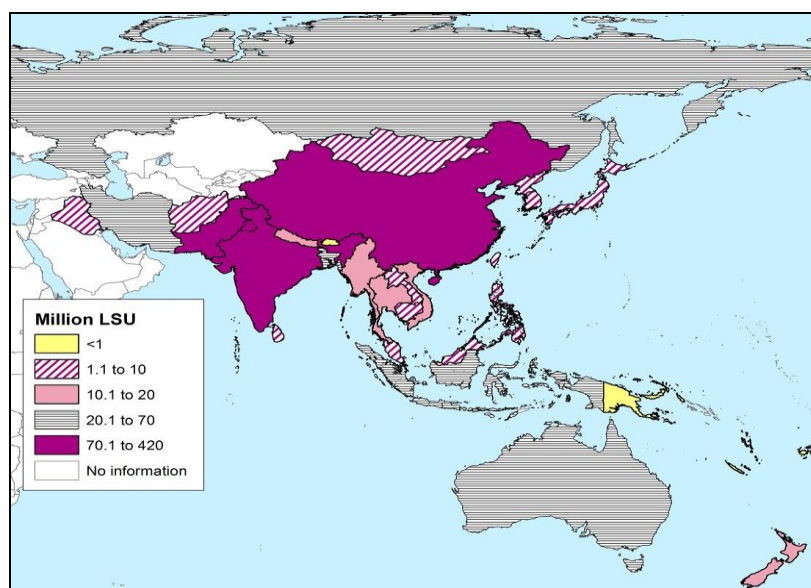 Million LSU
<1
1.1 to 10
10.1 to 20
20.1 to 70
70.1 to 420
No information